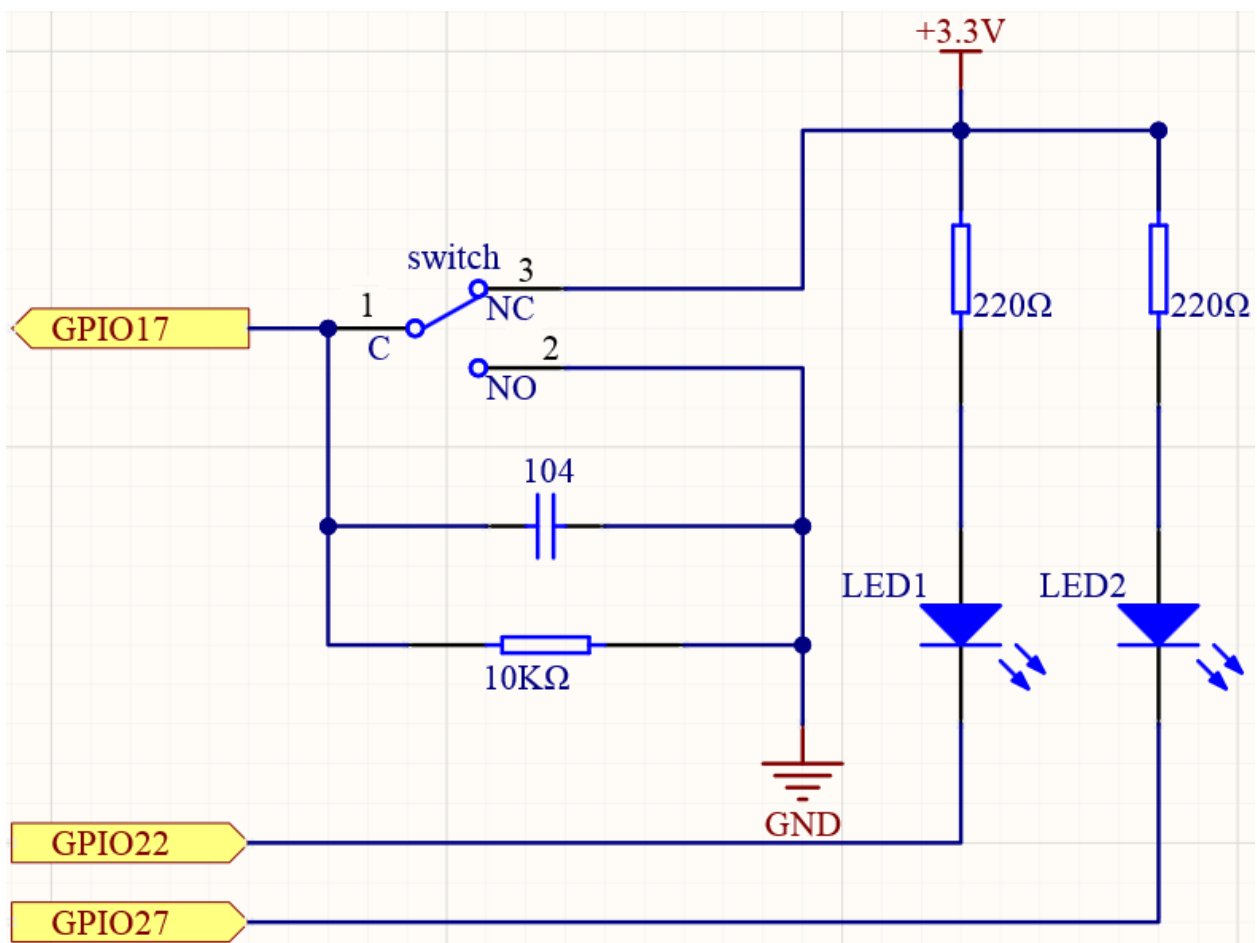 +3.3V
switch
3
1
NC
GPIO17
C
2
NO
220Ω
220Ω
104
LED1
LED2
10KΩ
GND
GPIO22
GPIO27